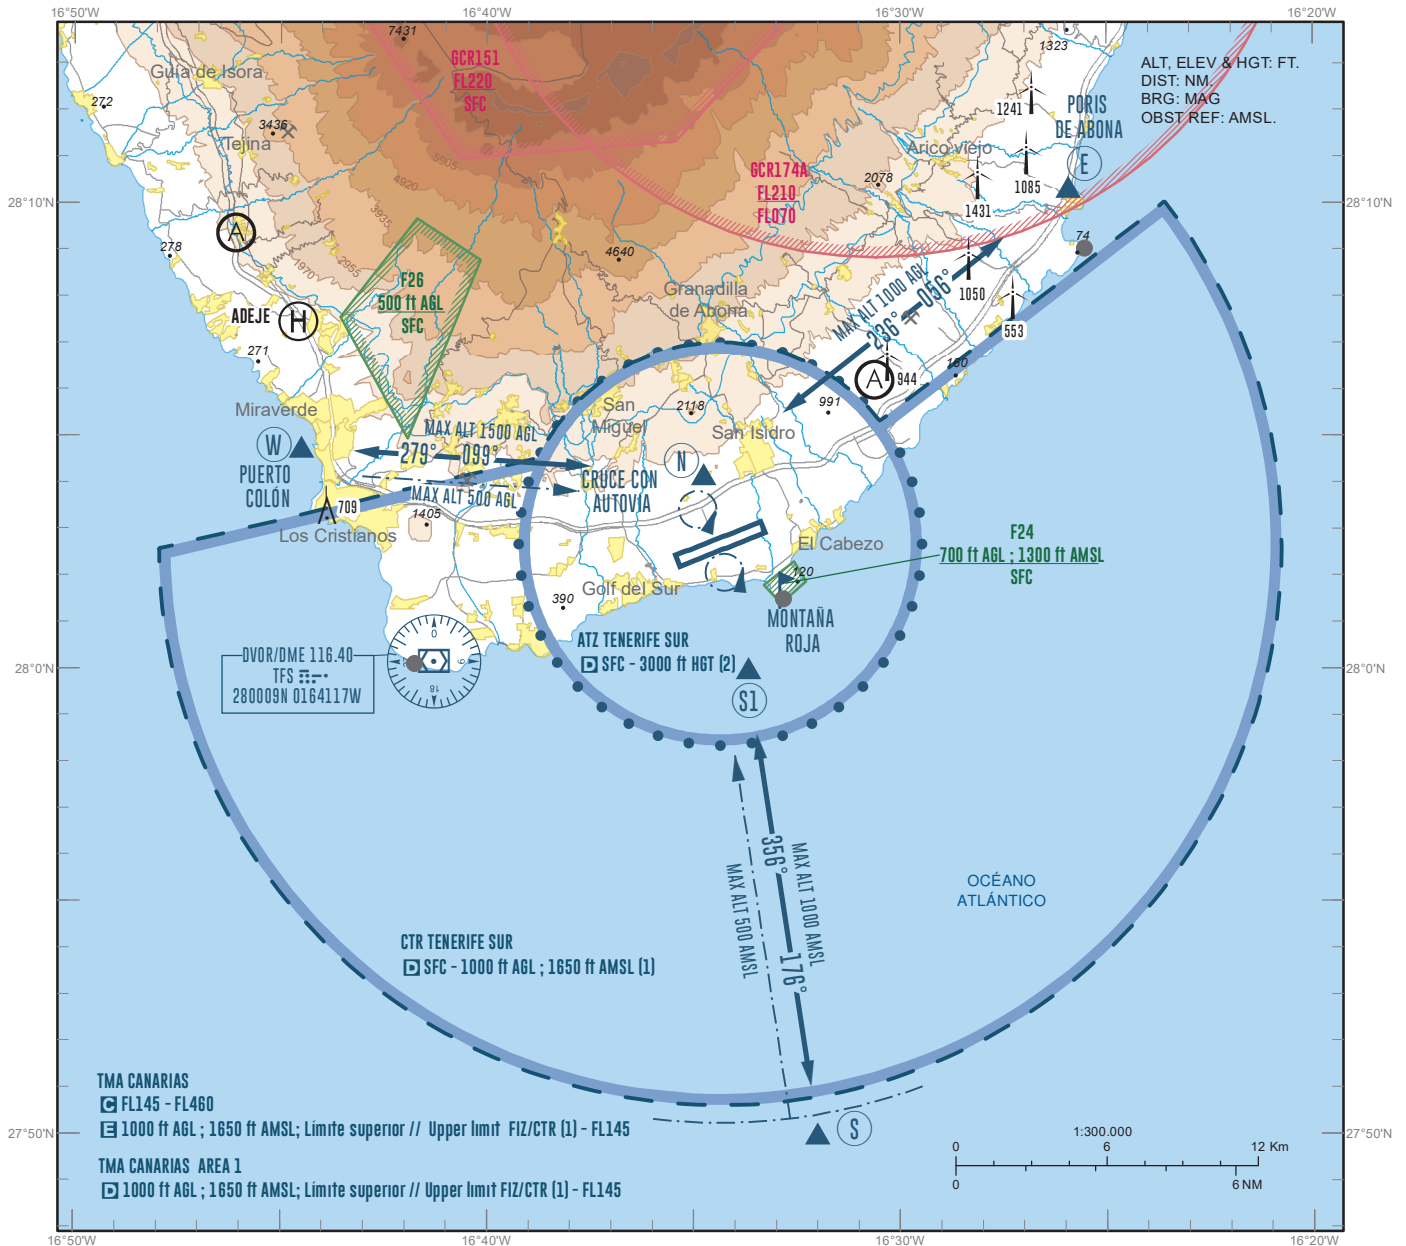 16°50'W
16°40'W
16°30'W
16°20'W
7431
1323
ALT, ELEV & HGT: FT.
DIST: NM.
BRG: MAG
OBST REF: AMSL.
GCR151
FL220
SFC
Guía de Isora
272
1241
PORIS
DE ABONA
E
3436
Tejina
Arico viejo
5905
4920
3935
2955
1970
GCR174A
FL210
FL070
2078
1085
1431
28°10'N
28°10'N
A
278
74
4640
F26
500 ft AGL
SFC
Granadilla
de Abona
MAX ALT 1000 AGL
236°
056°
1050
553
ADEJE
H
271
160
A
944
Miraverde
San
Miguel
2118
991
San Isidro
W
PUERTO
COLÓN
MAX ALT 1500 AGL
279°
099°
MAX ALT 500 AGL
CRUCE CON
AUTOVIA
N
709
1405
Los Cristianos
El Cabezo
F24
700 ft AGL ; 1300 ft AMSL
SFC
120
390
Golf del Sur
MONTAÑA
ROJA
ATZ TENERIFE SUR
D SFC - 3000 ft HGT (2)
S1
DVOR/DME 116.40
TFS
280009N 0164117W
0
9
18
27
28°0'N
28°0'N
356°
176°
MAX ALT 1000 AMSL
MAX ALT 500 AMSL
OCÉANO
ATLÁNTICO
CTR TENERIFE SUR
D SFC - 1000 ft AGL ; 1650 ft AMSL (1)
S
TMA CANARIAS
C FL145 - FL460
E 1000 ft AGL ; 1650 ft AMSL; Límite superior // Upper limit FIZ/CTR (1) - FL145
TMA CANARIAS AREA 1
D 1000 ft AGL ; 1650 ft AMSL; Límite superior // Upper limit FIZ/CTR (1) - FL145
27°50'N
27°50'N
1:300.000
0
6
12 Km
0
6 NM
16°50'W
16°40'W
16°30'W
16°20'W